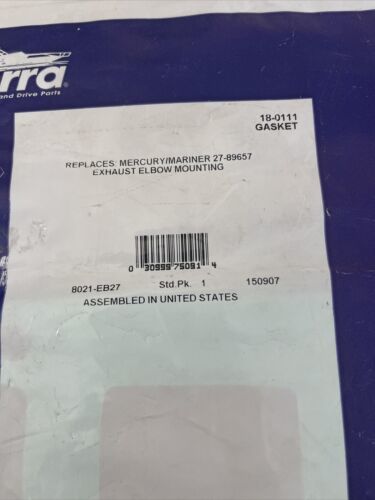 rra®
and Drive Parts
18-0111
GASKET
REPLACES: MERCURY/MARINER 27-89657
EXHAUST ELBOW MOUNTING
0 30999 75091 4
8021-EB27 Std.Pk. 1 150907
ASSEMBLED IN UNITED STATES